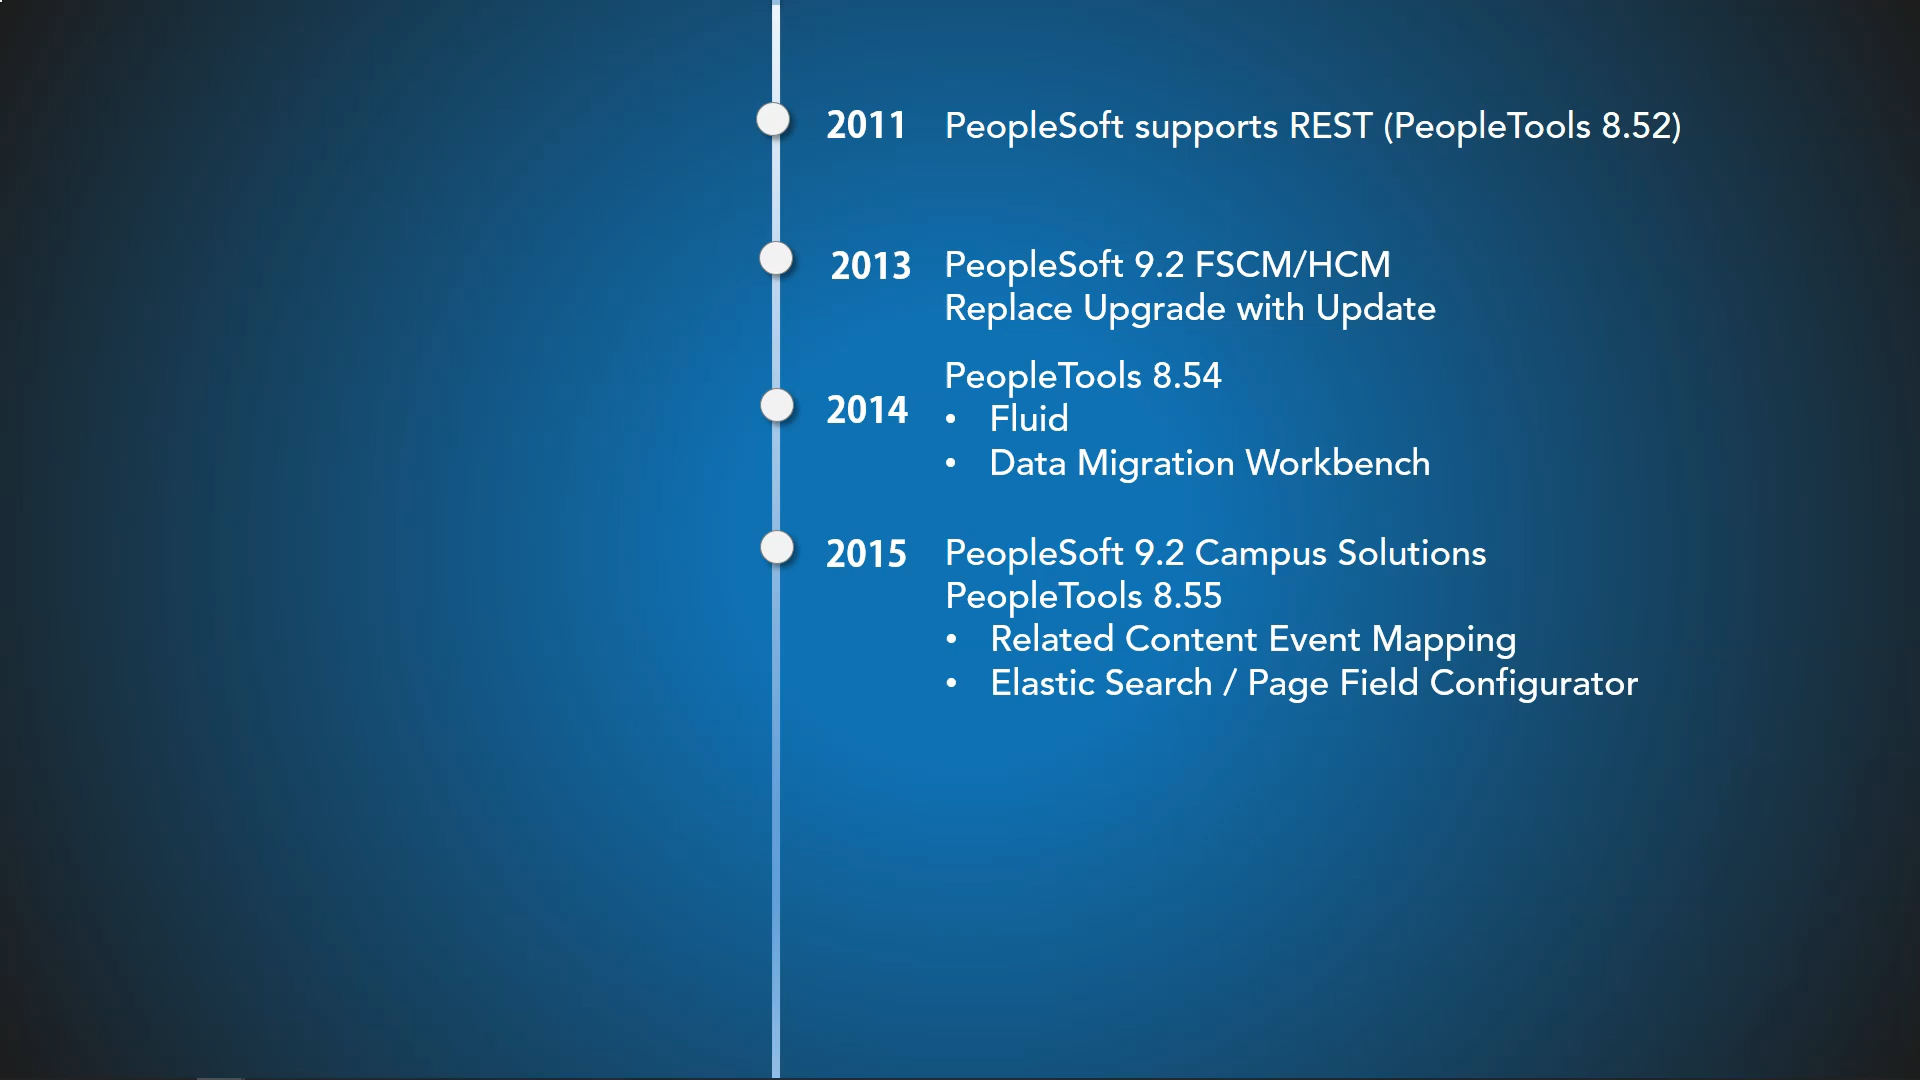 2011 PeopleSoft supports REST (PeopleTools 8.52)
2013 PeopleSoft 9.2 FSCM/HCM
Replace Upgrade with Update
PeopleTools 8.54
2014
• Fluid
• Data Migration Workbench
2015 PeopleSoft 9.2 Campus Solutions
PeopleTools 8.55
• Related Content Event Mapping
• Elastic Search / Page Field Configurator